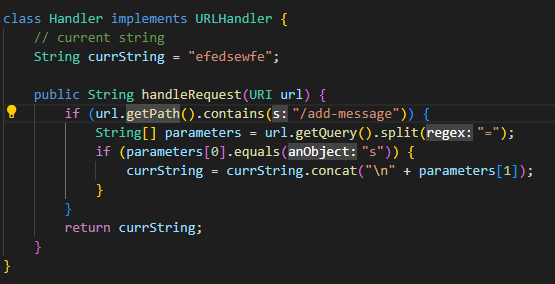 class Handler implements URLHandler {
    // current string
    String currString = "efedsewfe";

    public String handleRequest(URI url) {
        if (url.getPath().contains(s: "/add-message")) {
            String[] parameters = url.getQuery().split(regex: "=");
            if (parameters[0].equals(anObject: "s")) {
                currString = currString.concat("\n" + parameters[1]);
            }
        }
        return currString;
    }
}